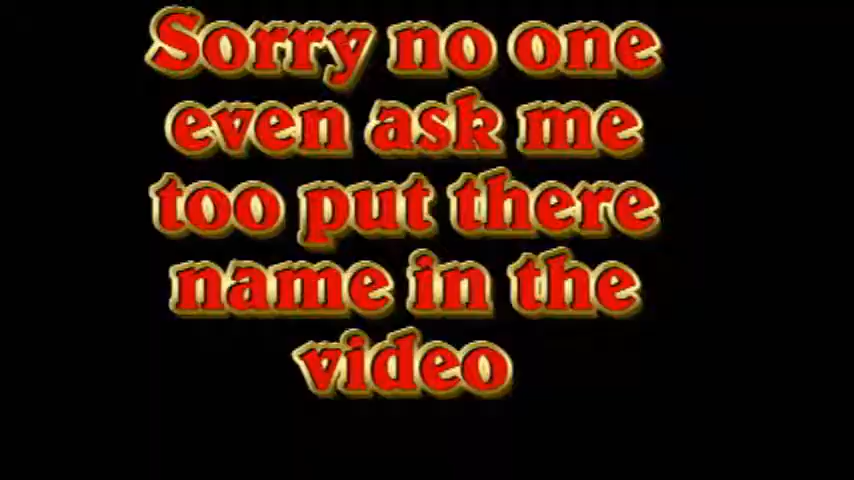 Sorry no one
even ask me
too put there
name in the
video